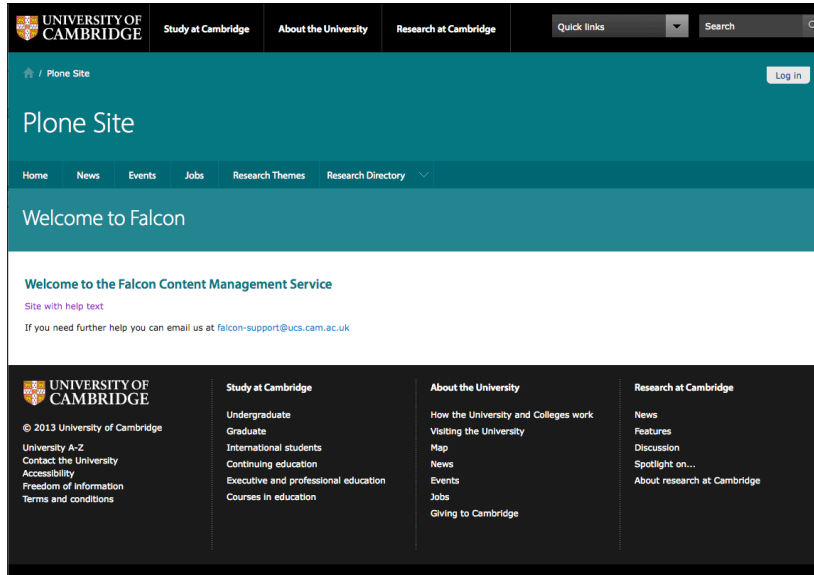 UNIVERSITY OF
CAMBRIDGE
Study at Cambridge
About the University
Research at Cambridge
Quick links
Search
/ Plone Site
Log in
Plone Site
Home
News
Events
Jobs
Research Themes
Research Directory
Welcome to Falcon
Welcome to the Falcon Content Management Service
Site with help text
If you need further help you can email us at falcon-support@ucs.cam.ac.uk
UNIVERSITY OF
CAMBRIDGE
© 2013 University of Cambridge
University A-Z
Contact the University
Accessibility
Freedom of information
Terms and conditions
Study at Cambridge
Undergraduate
Graduate
International students
Continuing education
Executive and professional education
Courses in education
About the University
How the University and Colleges work
Visiting the University
Map
News
Events
Jobs
Giving to Cambridge
Research at Cambridge
News
Features
Discussion
Spotlight on...
About research at Cambridge